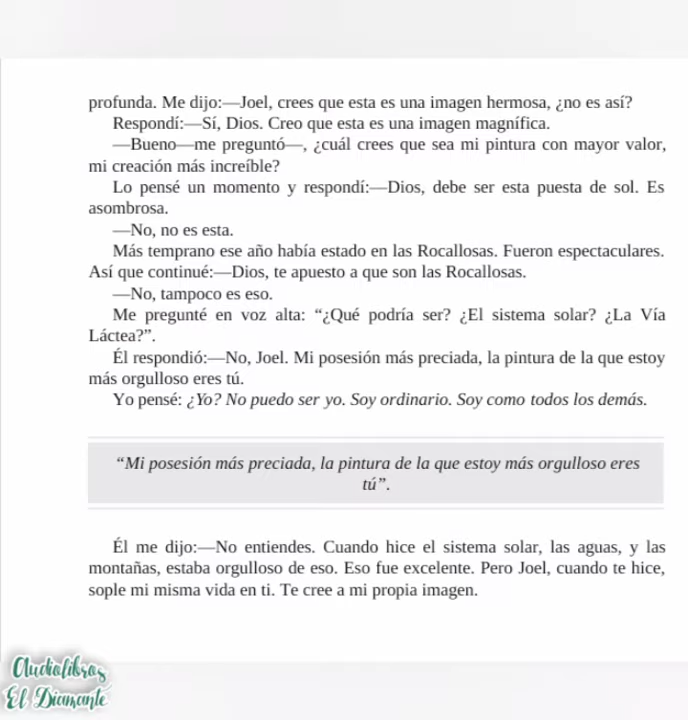 profunda. Me dijo:—Joel, crees que esta es una imagen hermosa, ¿no es así?
Respondí:—Sí, Dios. Creo que esta es una imagen magnífica.
—Bueno—me preguntó—, ¿cuál crees que sea mi pintura con mayor valor,
mi creación más increíble?
Lo pensé un momento y respondí:—Dios, debe ser esta puesta de sol. Es
asombrosa.
—No, no es esta.
Más temprano ese año había estado en las Rocallosas. Fueron espectaculares.
Así que continué:—Dios, te apuesto a que son las Rocallosas.
—No, tampoco es eso.
Me pregunté en voz alta: “¿Qué podría ser? ¿El sistema solar? ¿La Vía
Láctea?”.
Él respondió:—No, Joel. Mi posesión más preciada, la pintura de la que estoy
más orgulloso eres tú.
Yo pensé: ¿Yo? No puedo ser yo. Soy ordinario. Soy como todos los demás.
“Mi posesión más preciada, la pintura de la que estoy más orgulloso eres
tú”.
Él me dijo:—No entiendes. Cuando hice el sistema solar, las aguas, y las
montañas, estaba orgulloso de eso. Eso fue excelente. Pero Joel, cuando te hice,
sople mi misma vida en ti. Te cree a mi propia imagen.
Audiolibros
El Diamante